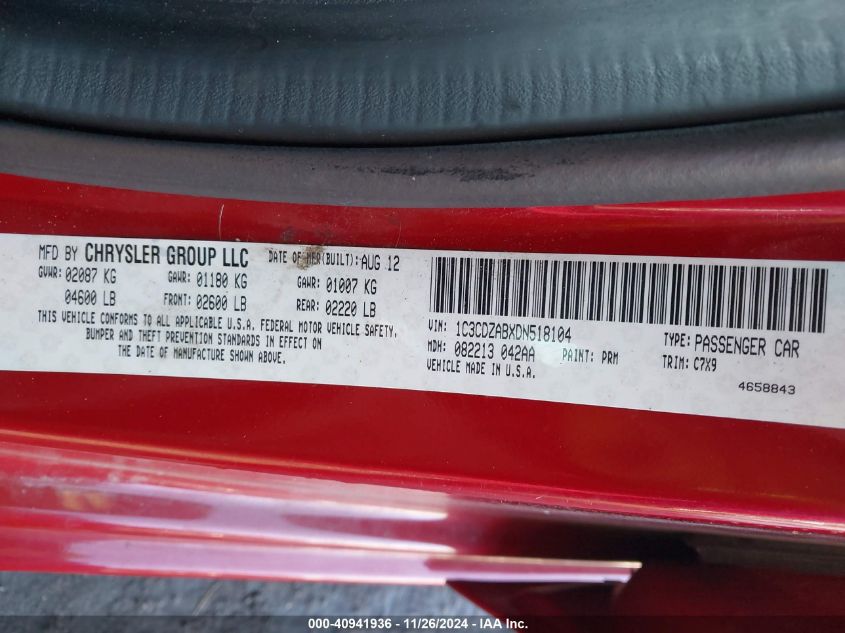 MFD BY CHRYSLER GROUP LLC DATE OF MFR(BUILT): AUG 12
GVWR: 02087 KG GAWR: 01180 KG GAWR: 01007 KG
04600 LB FRONT: 02600 LB REAR: 02220 LB
THIS VEHICLE CONFORMS TO ALL APPLICABLE U.S.A. FEDERAL MOTOR VEHICLE SAFETY,
BUMPER AND THEFT PREVENTION STANDARDS IN EFFECT ON
THE DATE OF MANUFACTURE SHOWN ABOVE.
VIN: 1C3CDZABXDN518104 TYPE: PASSENGER CAR
MDH: 082213 042AA PAINT: PRM TRIM: C7X9
VEHICLE MADE IN U.S.A.
4658843
000-40941936 - 11/26/2024 - IAA Inc.